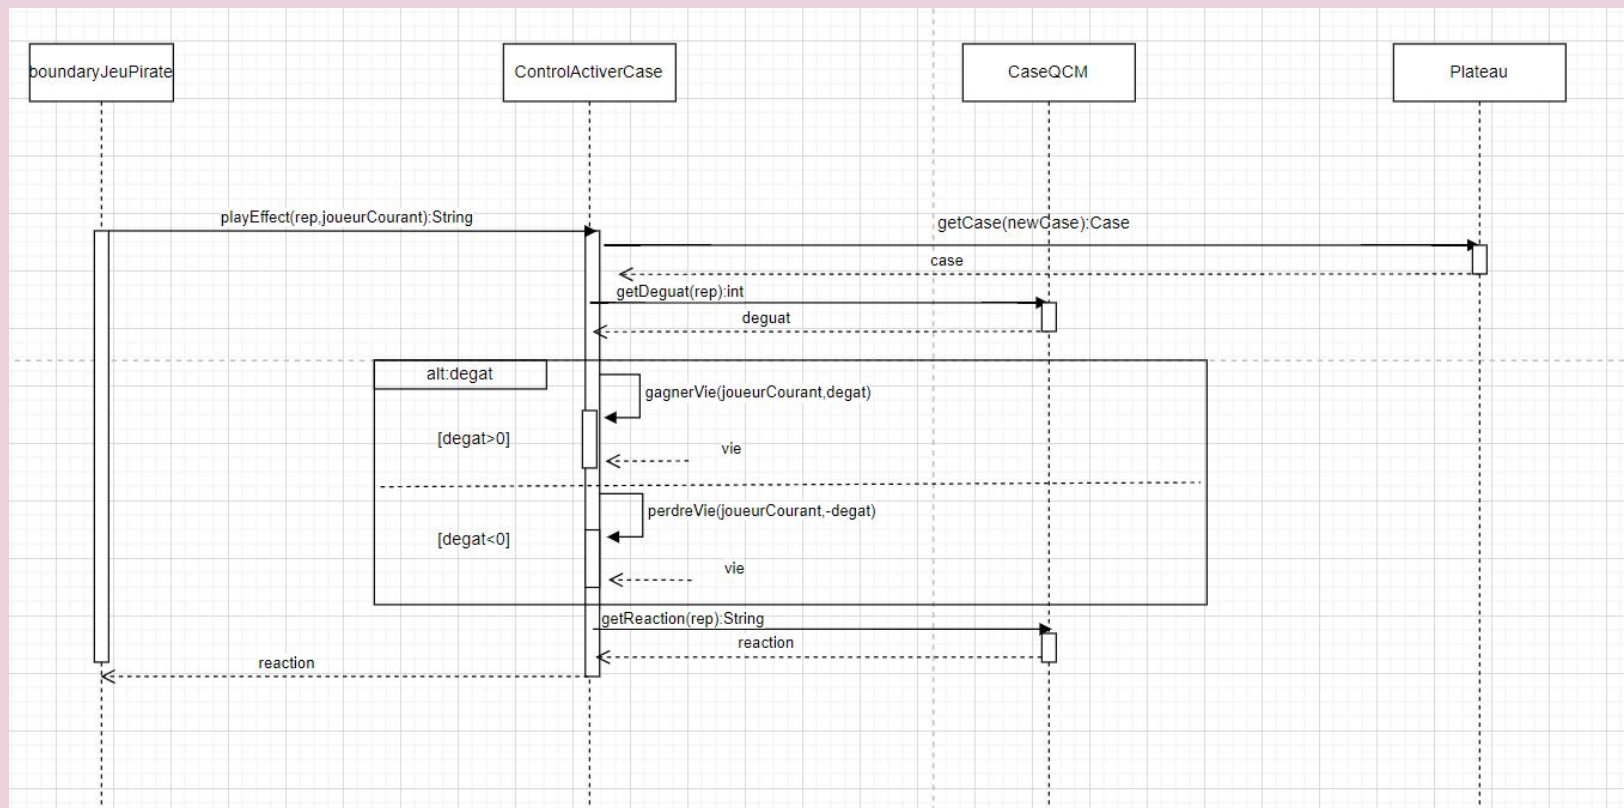 boundaryJeuPirate
ControlActiverCase
CaseQCM
Plateau
playEffect(rep,joueurCourant):String
getCase(newCase):Case
case
getDeguat(rep):int
deguat
alt:degat
gagnerVie(joueurCourant,degat)
[degat>0]
vie
perdreVie(joueurCourant,-degat)
[degat<0]
vie
getReaction(rep):String
reaction
reaction